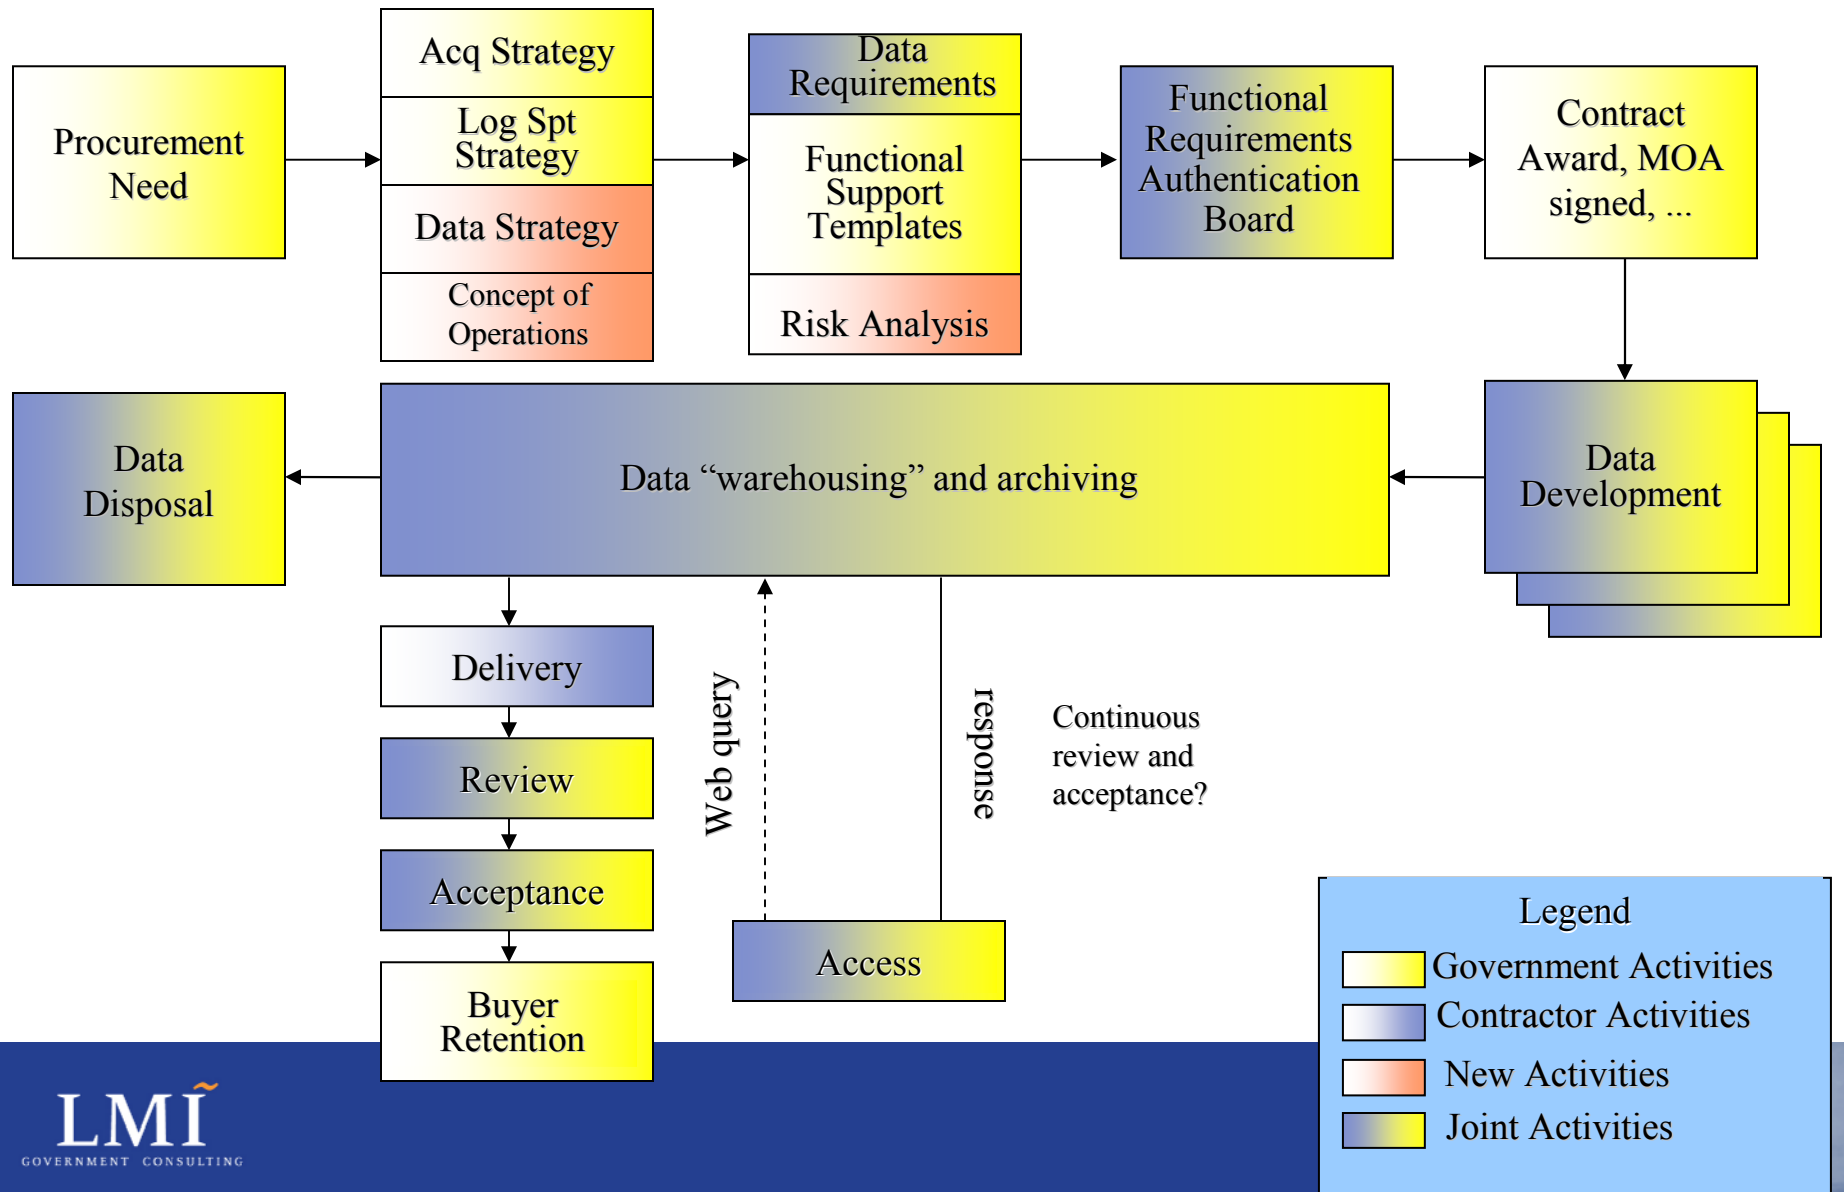 Procurement
Need
Acq Strategy
Log Spt
Strategy
Data Strategy
Concept of
Operations
Data
Requirements
Functional
Support
Templates
Risk Analysis
Functional
Requirements
Authentication
Board
Contract
Award, MOA
signed, ...
Data
Disposal
Data “warehousing” and archiving
Data
Development
Delivery
Review
Acceptance
Buyer
Retention
Web query
response
Continuous
review and
acceptance?
Access
Legend
Government Activities
Contractor Activities
New Activities
Joint Activities
LMI
GOVERNMENT CONSULTING